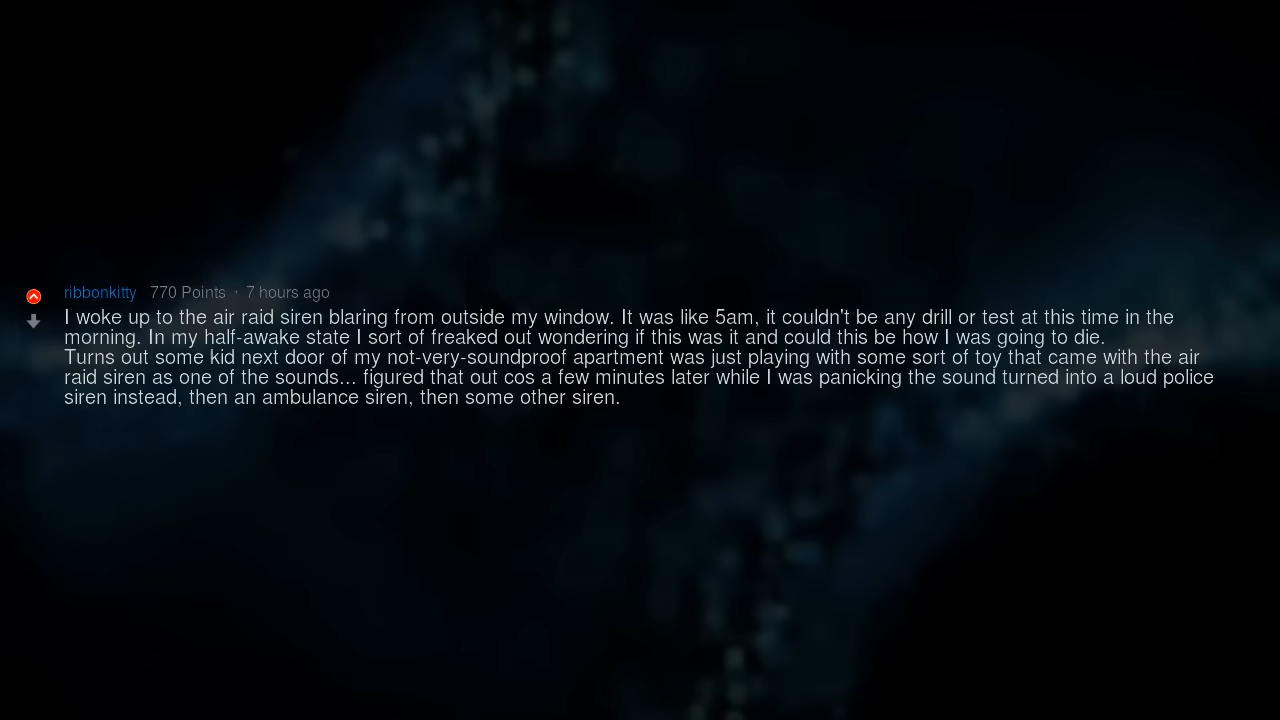 ribbonkitty 770 Points · 7 hours ago
I woke up to the air raid siren blaring from outside my window. It was like 5am, it couldn't be any drill or test at this time in the
morning. In my half-awake state I sort of freaked out wondering if this was it and could this be how I was going to die.
Turns out some kid next door of my not-very-soundproof apartment was just playing with some sort of toy that came with the air
raid siren as one of the sounds... figured that out cos a few minutes later while I was panicking the sound turned into a loud police
siren instead, then an ambulance siren, then some other siren.